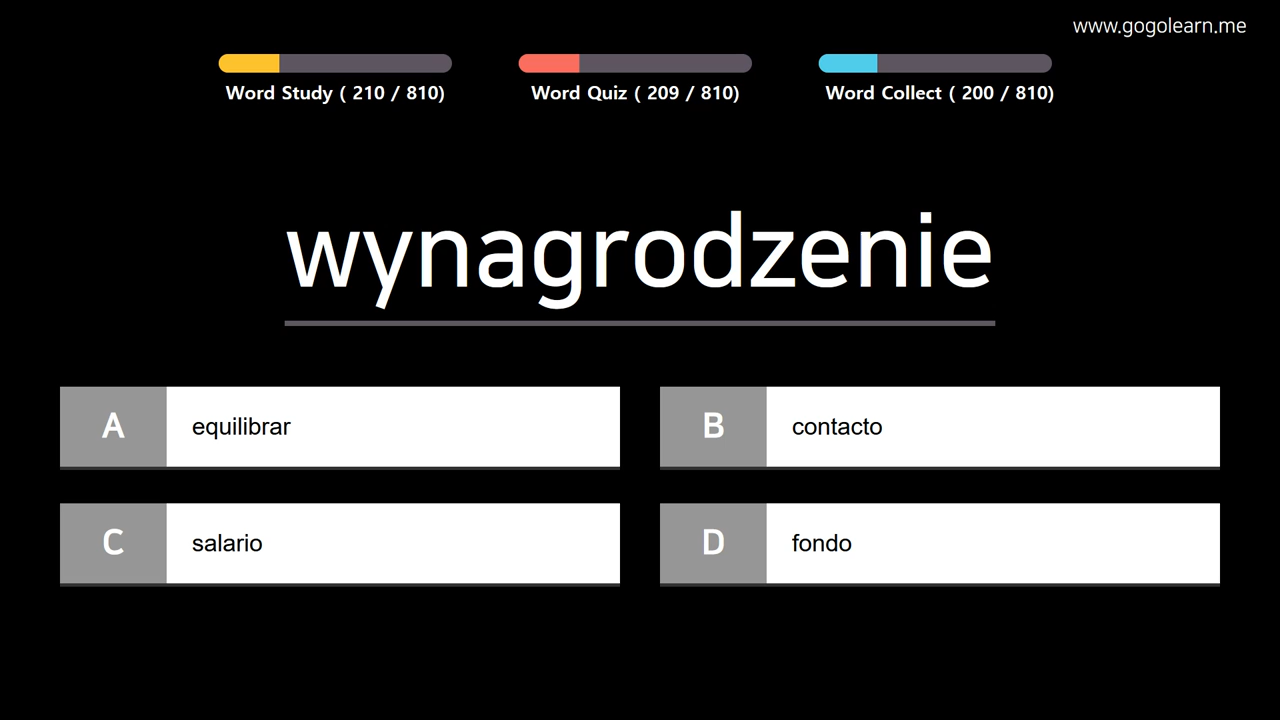 www.gogolearn.me
Word Study ( 210 / 810)
Word Quiz ( 209 / 810)
Word Collect ( 200 / 810)
wynagrodzenie
A equilibrar
B contacto
C salario
D fondo